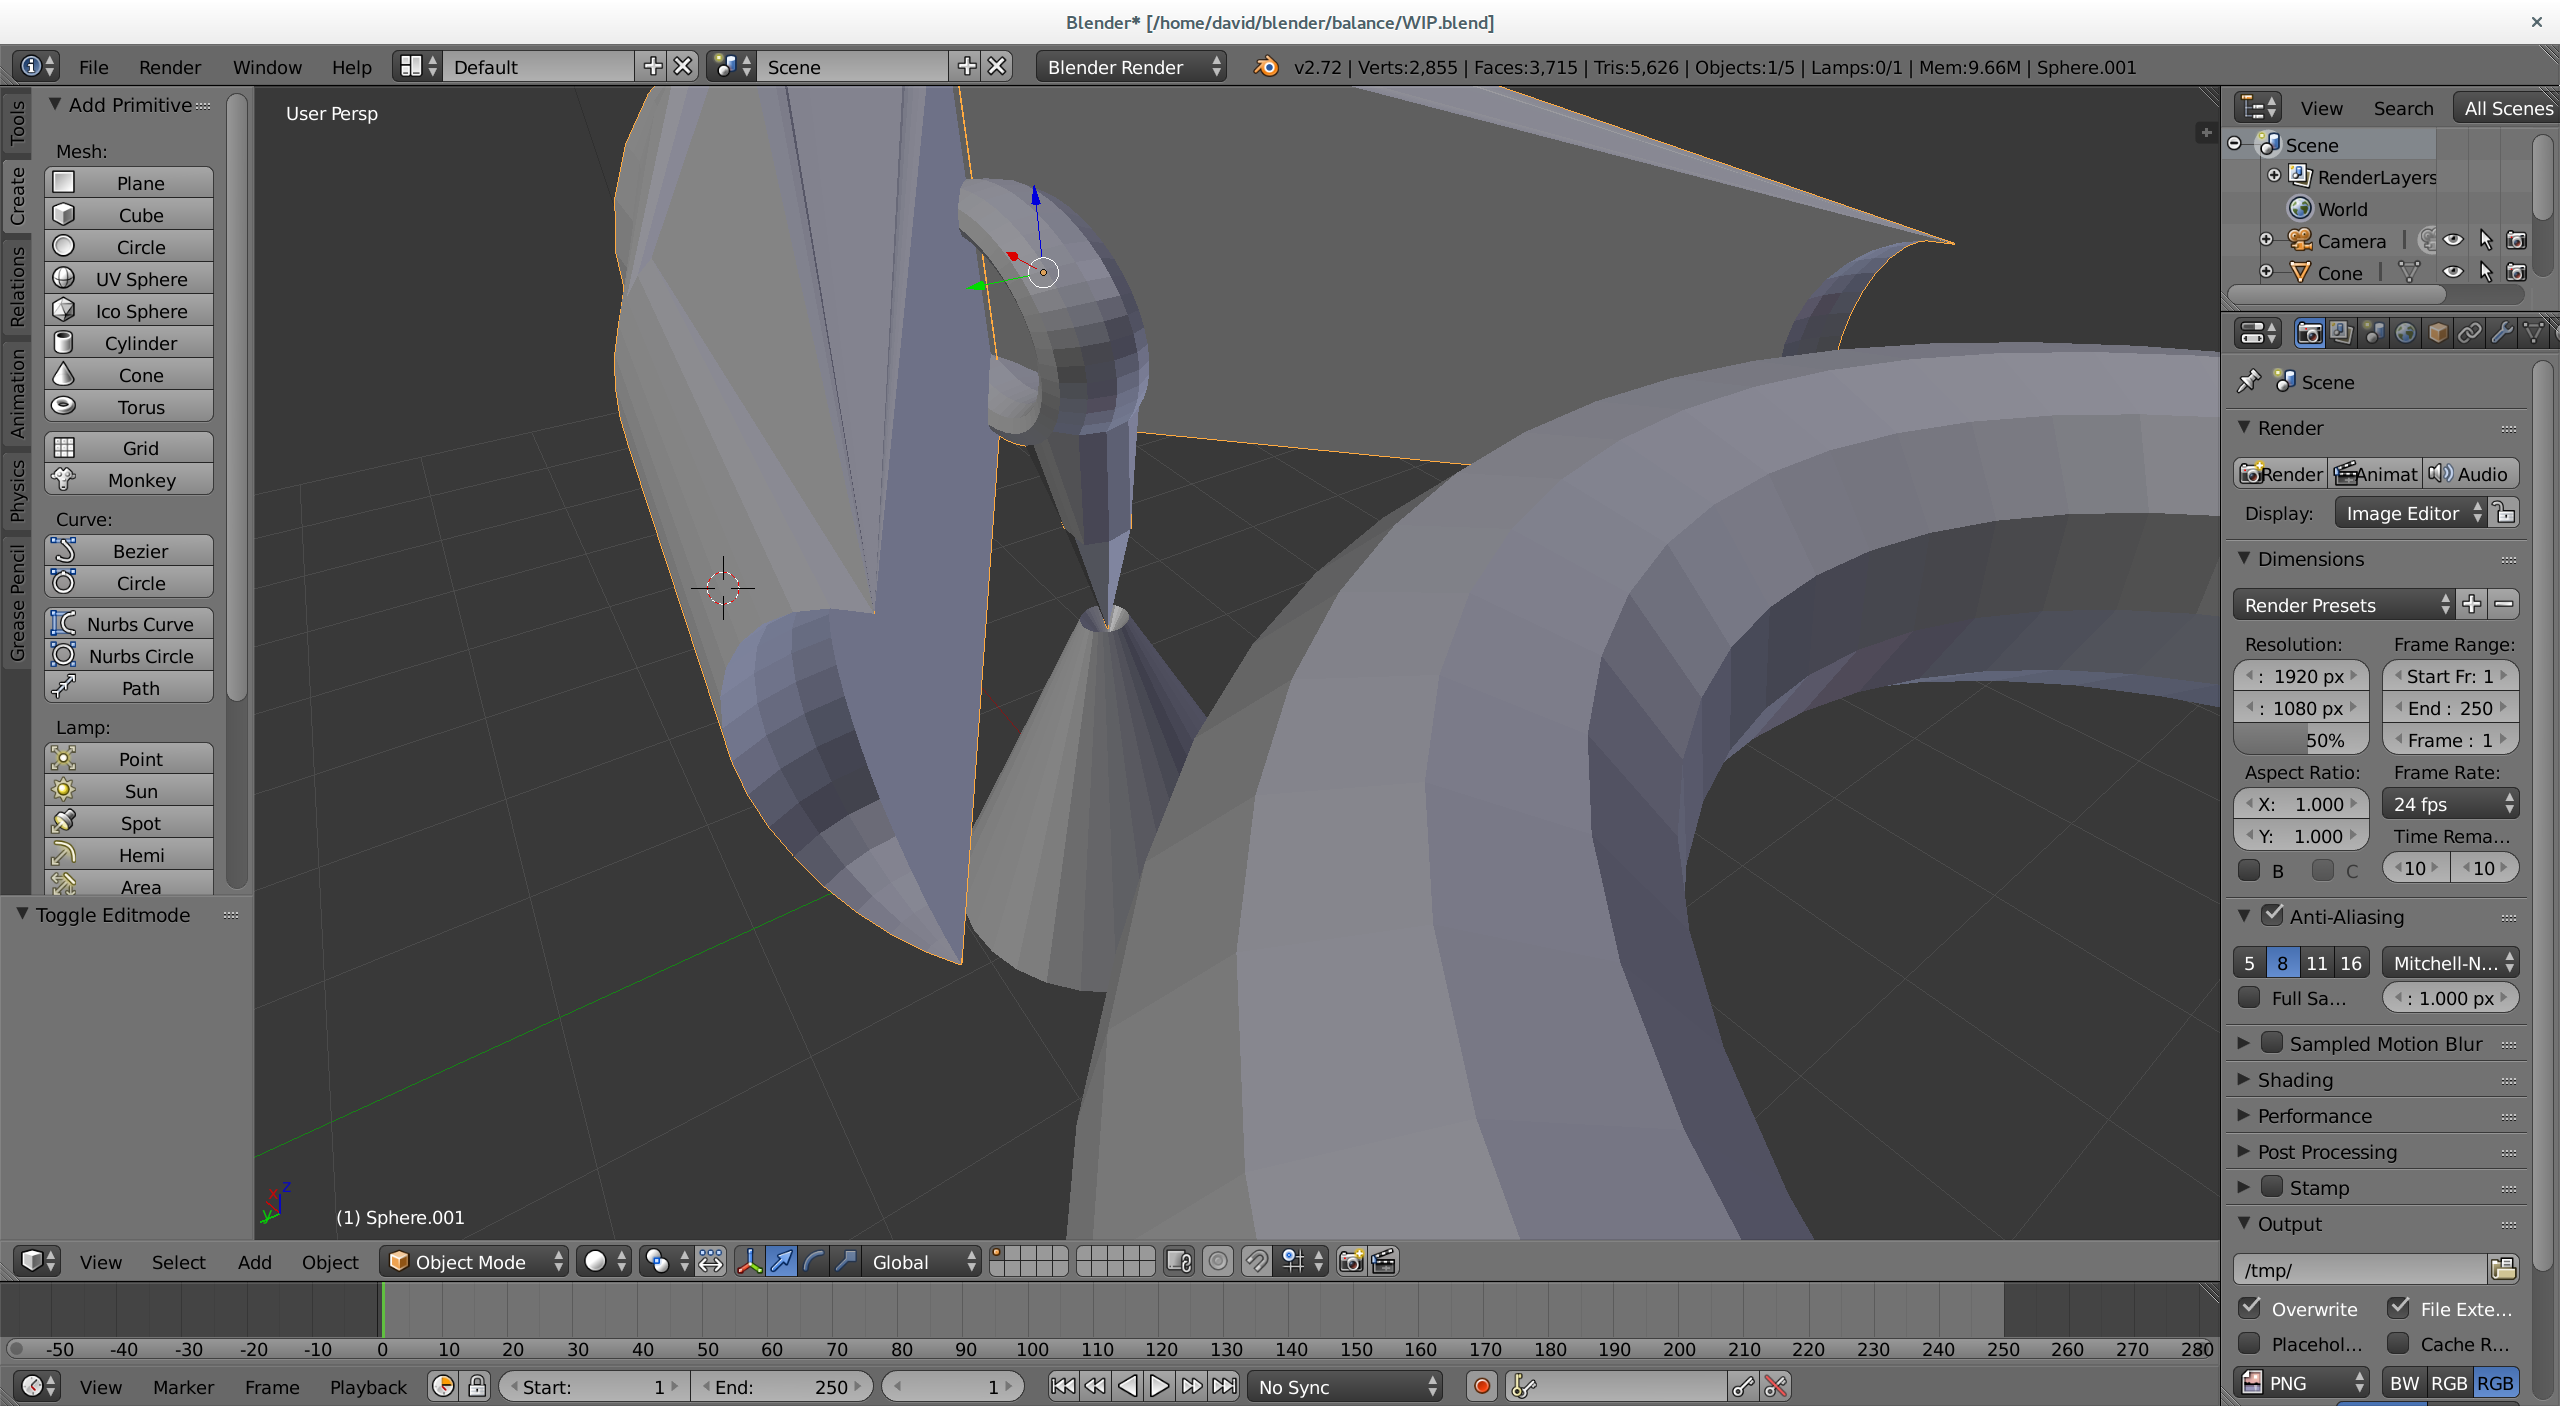 Blender* [/home/david/blender/balance/WIP.blend]
File Render Window Help Default Scene Blender Render v2.72 | Verts:2,855 | Faces:3,715 | Tris:5,626 | Objects:1/5 | Lamps:0/1 | Mem:9.66M | Sphere.001
Tools
Create
Relations
Animation
Physics
Grease Pencil
Add Primitive
Mesh:
Plane
Cube
Circle
UV Sphere
Ico Sphere
Cylinder
Cone
Torus
Grid
Monkey
Curve:
Bezier
Circle
Nurbs Curve
Nurbs Circle
Path
Lamp:
Point
Sun
Spot
Hemi
Area
Toggle Editmode
User Persp
x z
y
(1) Sphere.001
View Search All Scenes
Scene
RenderLayers
World
Camera |
Cone |
Scene
Render
Render Animat Audio
Display: Image Editor
Dimensions
Render Presets
Resolution: Frame Range:
: 1920 px Start Fr: 1
: 1080 px End : 250
50% Frame : 1
Aspect Ratio: Frame Rate:
X: 1.000 24 fps
Y: 1.000 Time Rema...
B C 10 10
Anti-Aliasing
5 8 11 16 Mitchell-N...
Full Sa... : 1.000 px
Sampled Motion Blur
Shading
Performance
Post Processing
Stamp
Output
/tmp/
Overwrite File Exte...
Placehol... Cache R...
PNG BW RGB RGB
View Select Add Object Object Mode Global
-50 -40 -30 -20 -10 0 10 20 30 40 50 60 70 80 90 100 110 120 130 140 150 160 170 180 190 200 210 220 230 240 250 260 270 280
View Marker Frame Playback Start: 1 End: 250 1 No Sync